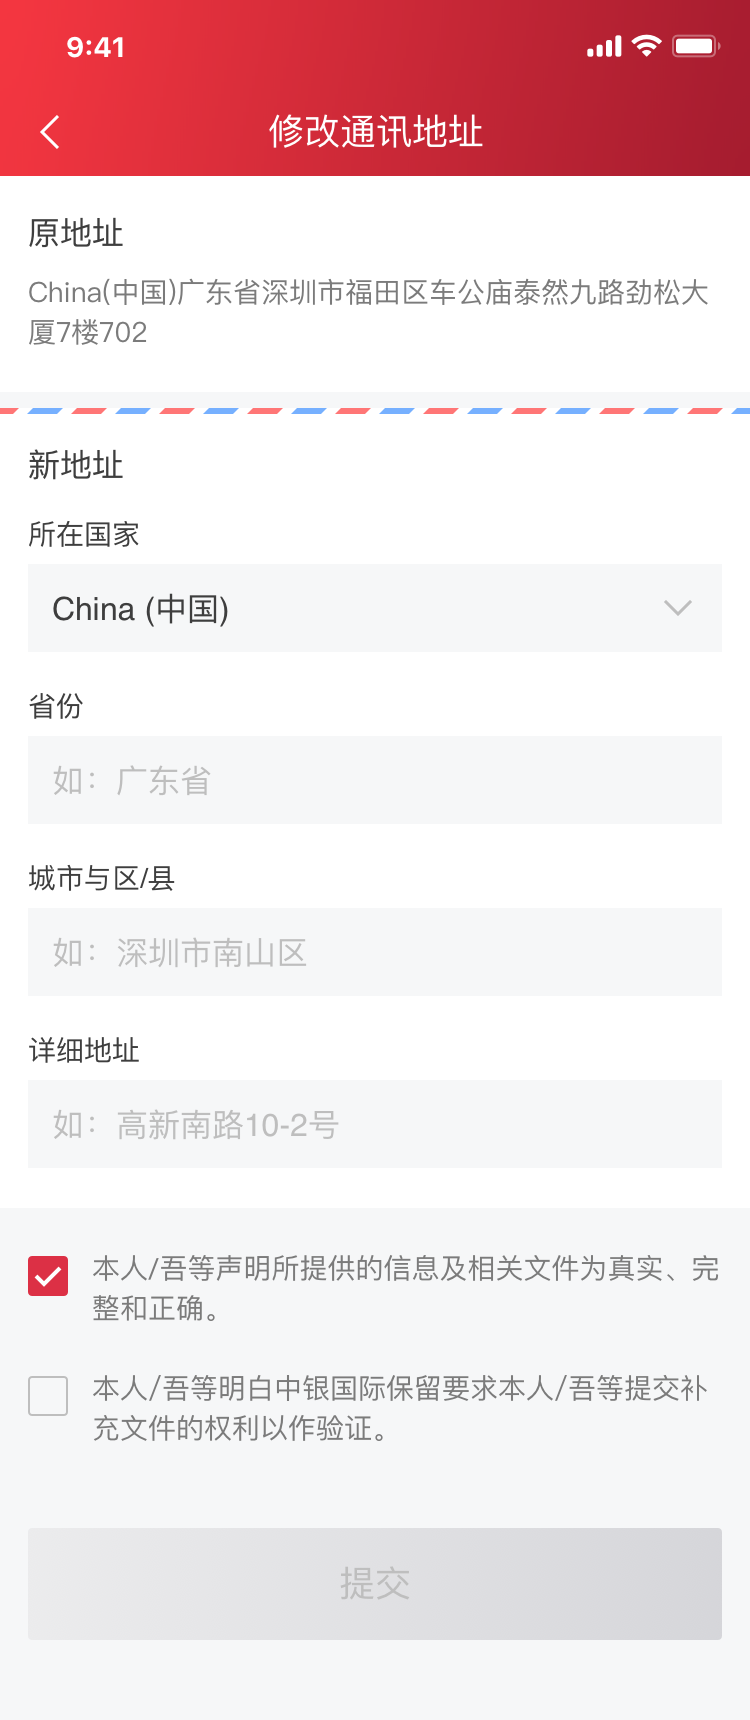 9:41
修改通讯地址
原地址
China(中国)广东省深圳市福田区车公庙泰然九路劲松大
厦7楼702
新地址
所在国家
China (中国)
省份
如：广东省
城市与区/县
如：深圳市南山区
详细地址
如：高新南路10-2号
本人/吾等声明所提供的信息及相关文件为真实、完
整和正确。
本人/吾等明白中银国际保留要求本人/吾等提交补
充文件的权利以作验证。
提交